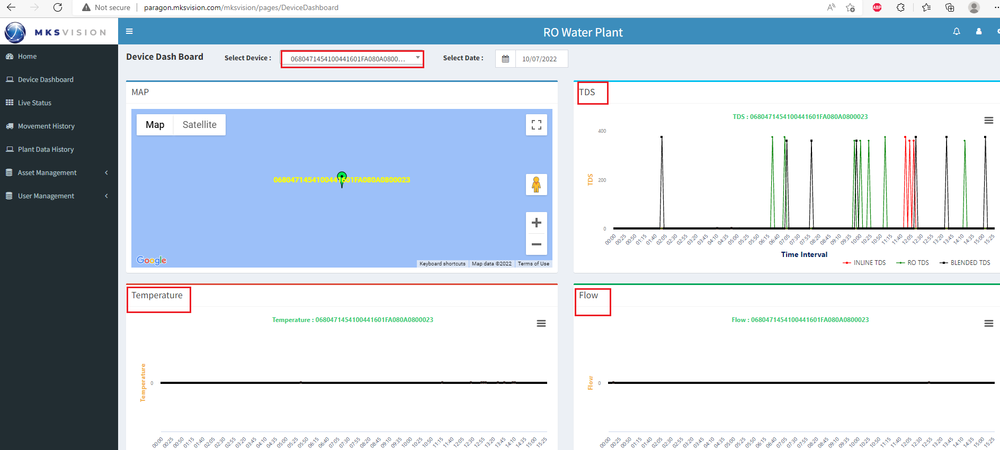 Not secure
paragon.mksvision.com/mksvision/pages/DeviceDashboard
ABP
MKSVISION
RO Water Plant
Home
Device Dashboard
Live Status
Movement History
Plant Data History
Asset Management
User Management
Device Dash Board
Select Device :
0680471454100441601FA080A0800...
Select Date :
10/07/2022
MAP
Map
Satellite
0680471454100441601FA080A0800023
Google
Keyboard shortcuts
Map data ©2022
Terms of Use
TDS
TDS : 0680471454100441601FA080A0800023
TDS
400
200
0
00:00 00:25 00:50 01:15 01:40 02:05 02:30 02:55 03:20 03:45 04:10 04:35 05:00 05:25 05:50 06:15 06:40 07:05 07:30 07:55 08:20 08:45 09:10 09:35 10:00 10:25 10:50 11:15 11:40 12:05 12:30 12:55 13:20 13:45 14:10 14:35 15:00 15:25
Time Interval
INLINE TDS
RO TDS
BLENDED TDS
Temperature
Temperature : 0680471454100441601FA080A0800023
Temperature
0
00:00 00:25 00:50 01:15 01:40 02:05 02:30 02:55 03:20 03:45 04:10 04:35 05:00 05:25 05:50 06:15 06:40 07:05 07:30 07:55 08:20 08:45 09:10 09:35 10:00 10:25 10:50 11:15 11:40 12:05 12:30 12:55 13:20 13:45 14:10 14:35 15:00 15:25
Flow
Flow : 0680471454100441601FA080A0800023
Flow
0
00:00 00:25 00:50 01:15 01:40 02:05 02:30 02:55 03:20 03:45 04:10 04:35 05:00 05:25 05:50 06:15 06:40 07:05 07:30 07:55 08:20 08:45 09:10 09:35 10:00 10:25 10:50 11:15 11:40 12:05 12:30 12:55 13:20 13:45 14:10 14:35 15:00 15:25